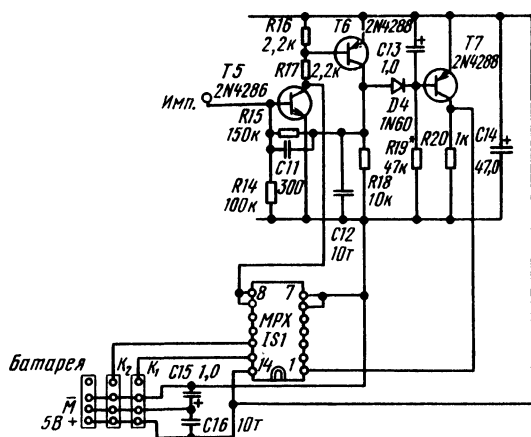 R16
2,2к
T6
2N4288
C13
1,0
T7
2N4288
R17
2,2к
T5
2N4286
Имп.
R15
150к
C11
300
R14
100к
D4
1N60
R19*
47к
R20
1к
C14
47,0
R18
10к
C12
10т
8
7
MPX
IS1
14
1
Батарея
K2
K1
C15
1,0
M̄
5В +
C16
10т